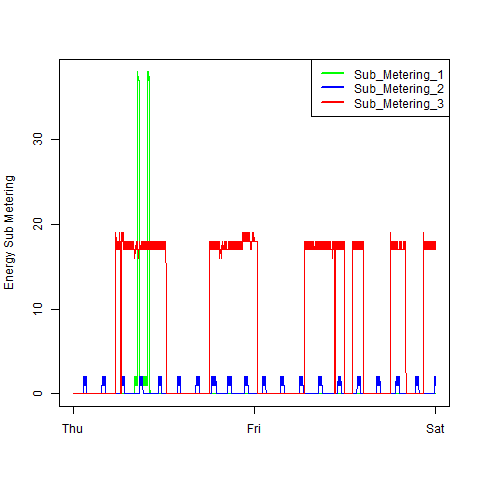 Sub_Metering_1
Sub_Metering_2
Sub_Metering_3
Energy Sub Metering
30
20
10
0
Thu Fri Sat